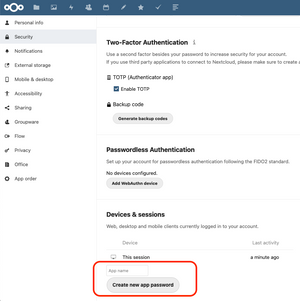 Personal info
Security
Notifications
External storage
Mobile & desktop
Accessibility
Sharing
Groupware
Flow
Privacy
Office
App order
Two-Factor Authentication
Use a second factor besides your password to increase security for your account.
If you use third party applications to connect to Nextcloud, please make sure to create
TOTP (Authenticator app)
Enable TOTP
Backup code
Generate backup codes
Passwordless Authentication
Set up your account for passwordless authentication following the FIDO2 standard.
No devices configured.
Add WebAuthn device
Devices & sessions
Web, desktop and mobile clients currently logged in to your account.
Device Last activity
This session a minute ago
App name
Create new app password